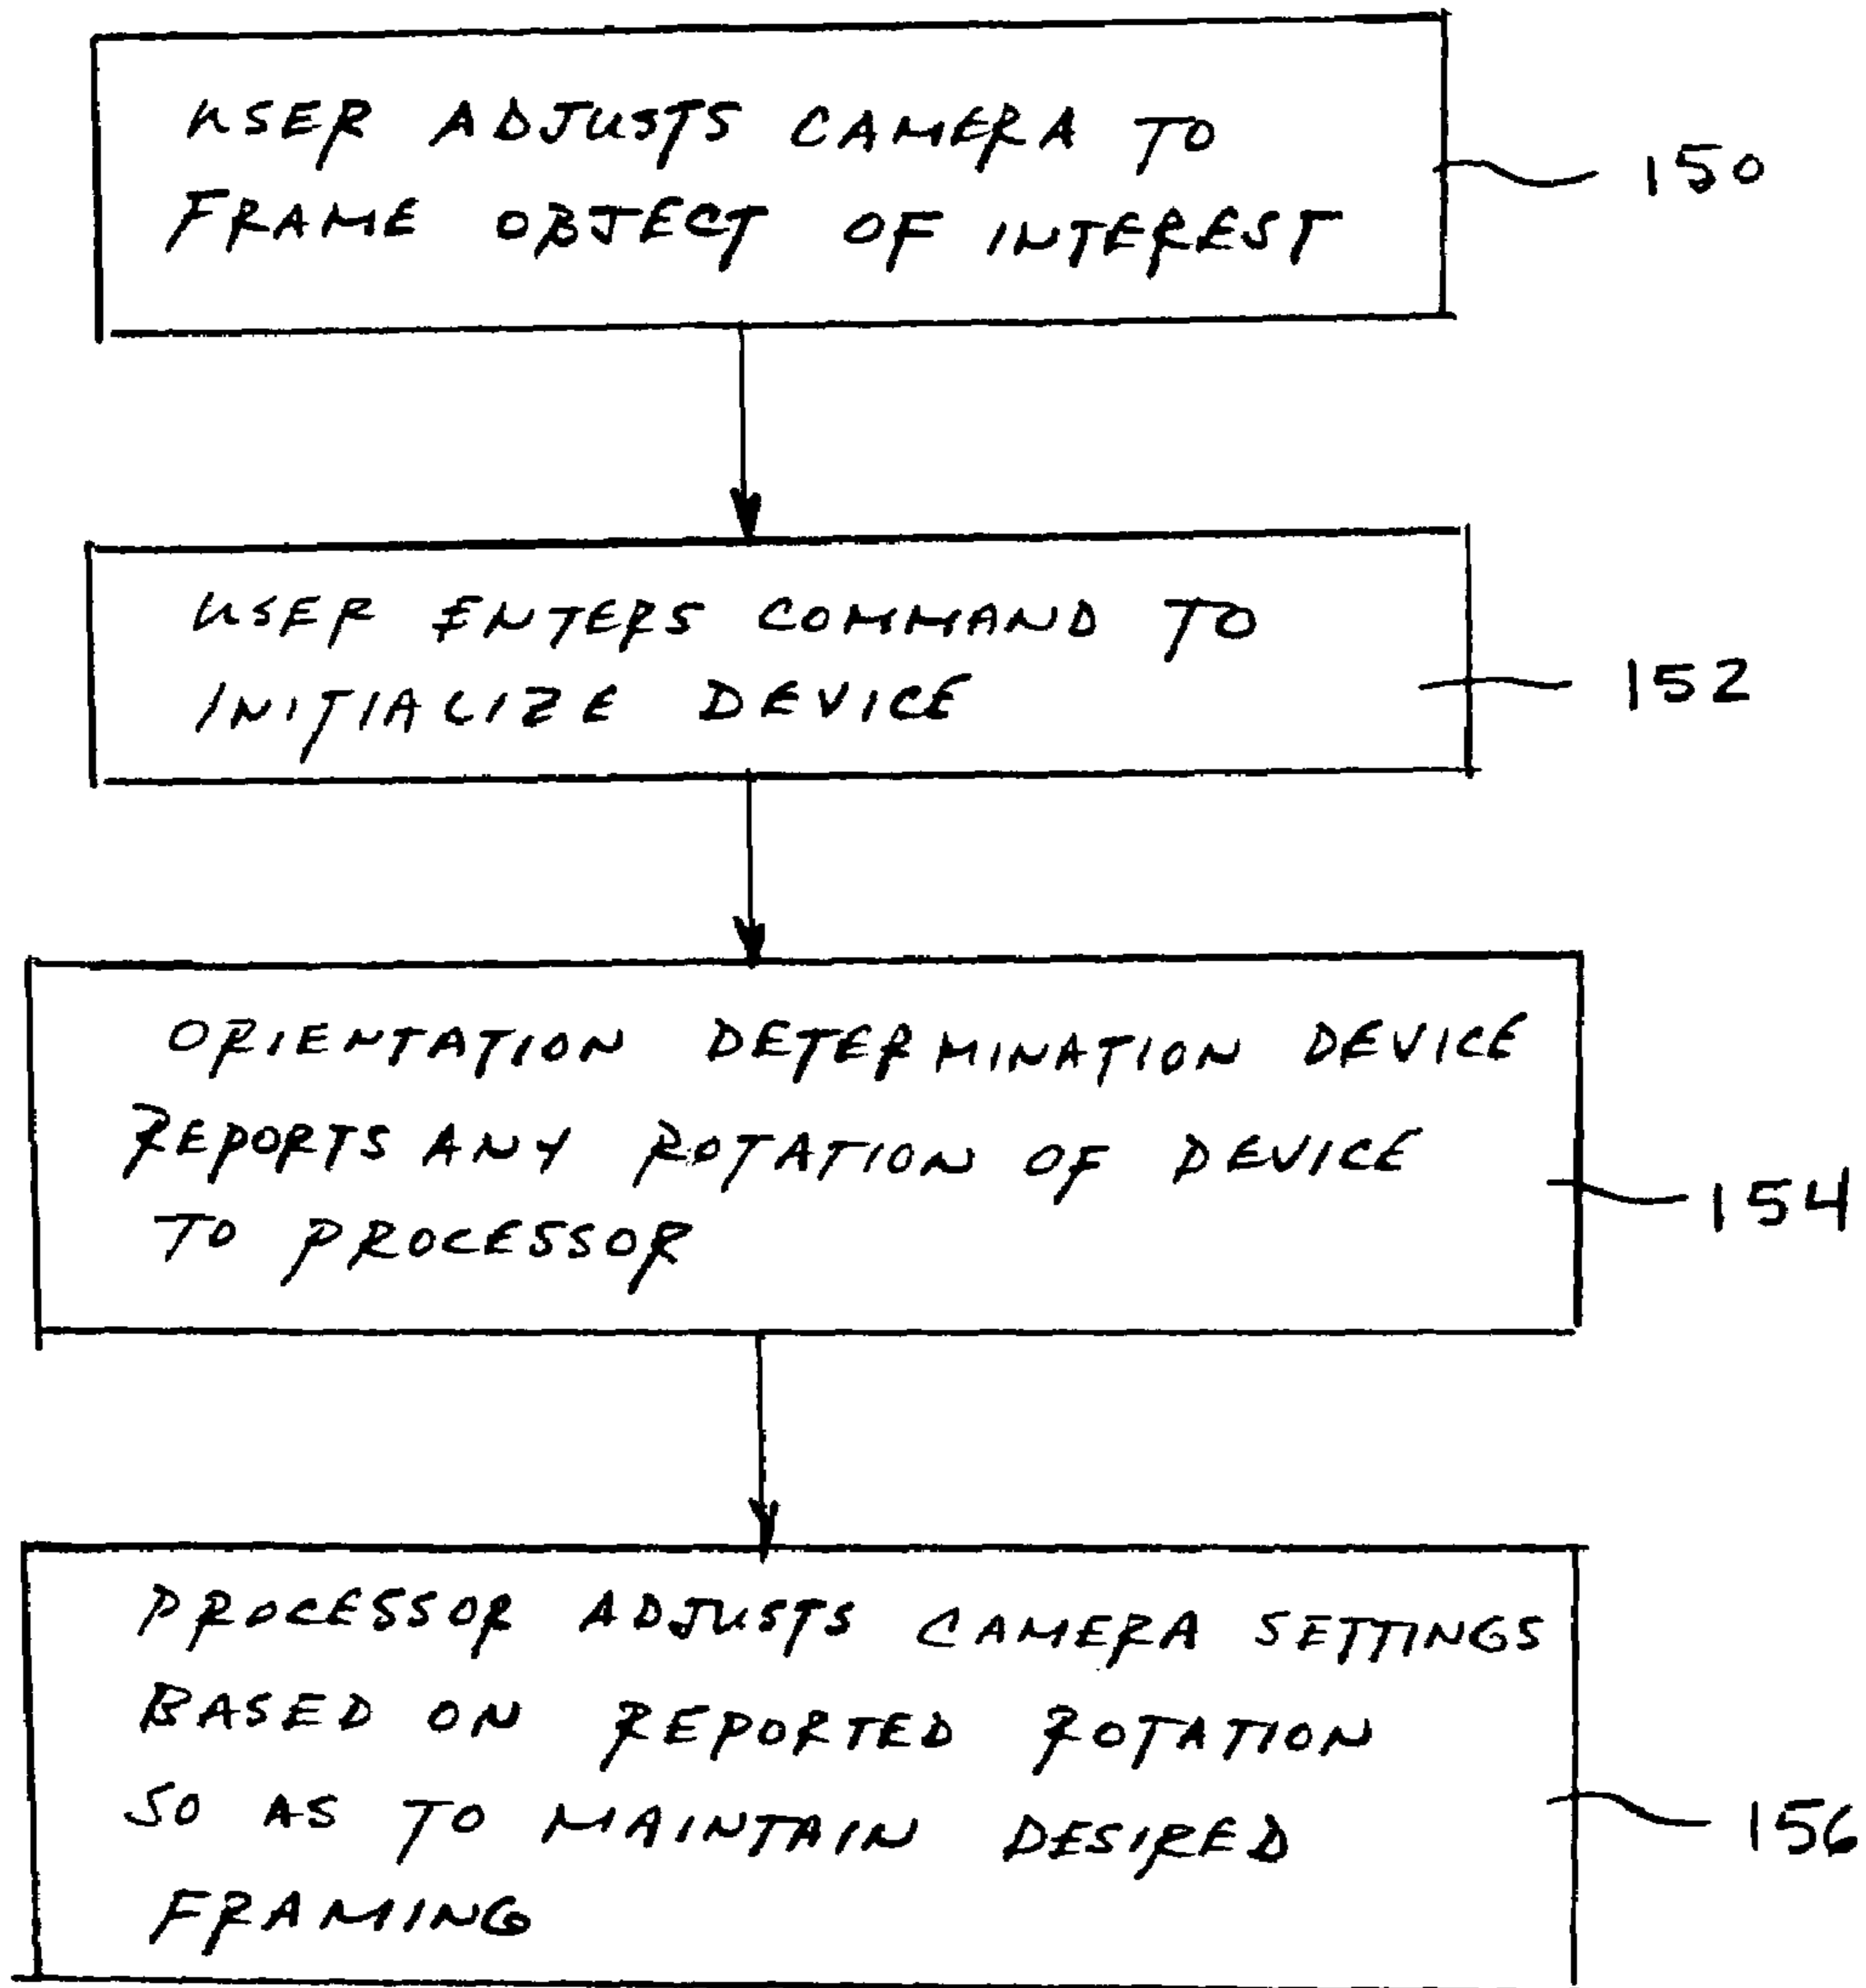 USER ADJUSTS CAMERA TO
FRAME OBJECT OF INTEREST
150
USER ENTERS COMMAND TO
INITIALIZE DEVICE
152
ORIENTATION DETERMINATION DEVICE
REPORTS ANY ROTATION OF DEVICE
TO PROCESSOR
154
PROCESSOR ADJUSTS CAMERA SETTINGS
BASED ON REPORTED ROTATION
SO AS TO MAINTAIN DESIRED
FRAMING
156